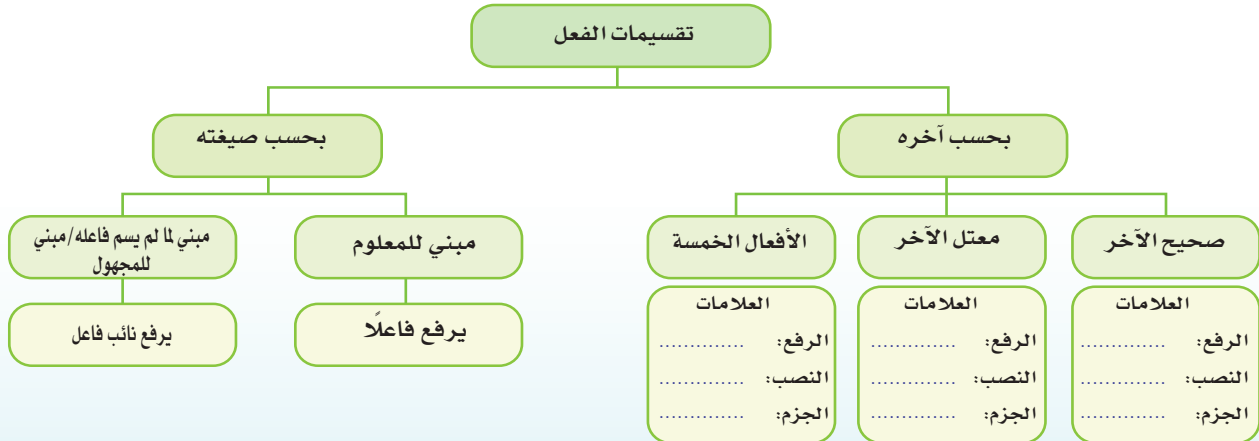 تقسيمات الفعل
بحسب آخره
بحسب صيغته
صحيح الآخر
معتل الآخر
الأفعال الخمسة
مبني للمعلوم
مبني لما لم يسم فاعله/مبني
للمجهول
العلامات
الرفع: ..............
النصب: ..............
الجزم: ..............
العلامات
الرفع: ..............
النصب: ..............
الجزم: ..............
العلامات
الرفع: ..............
النصب: ..............
الجزم: ..............
يرفع فاعلًا
يرفع نائب فاعل